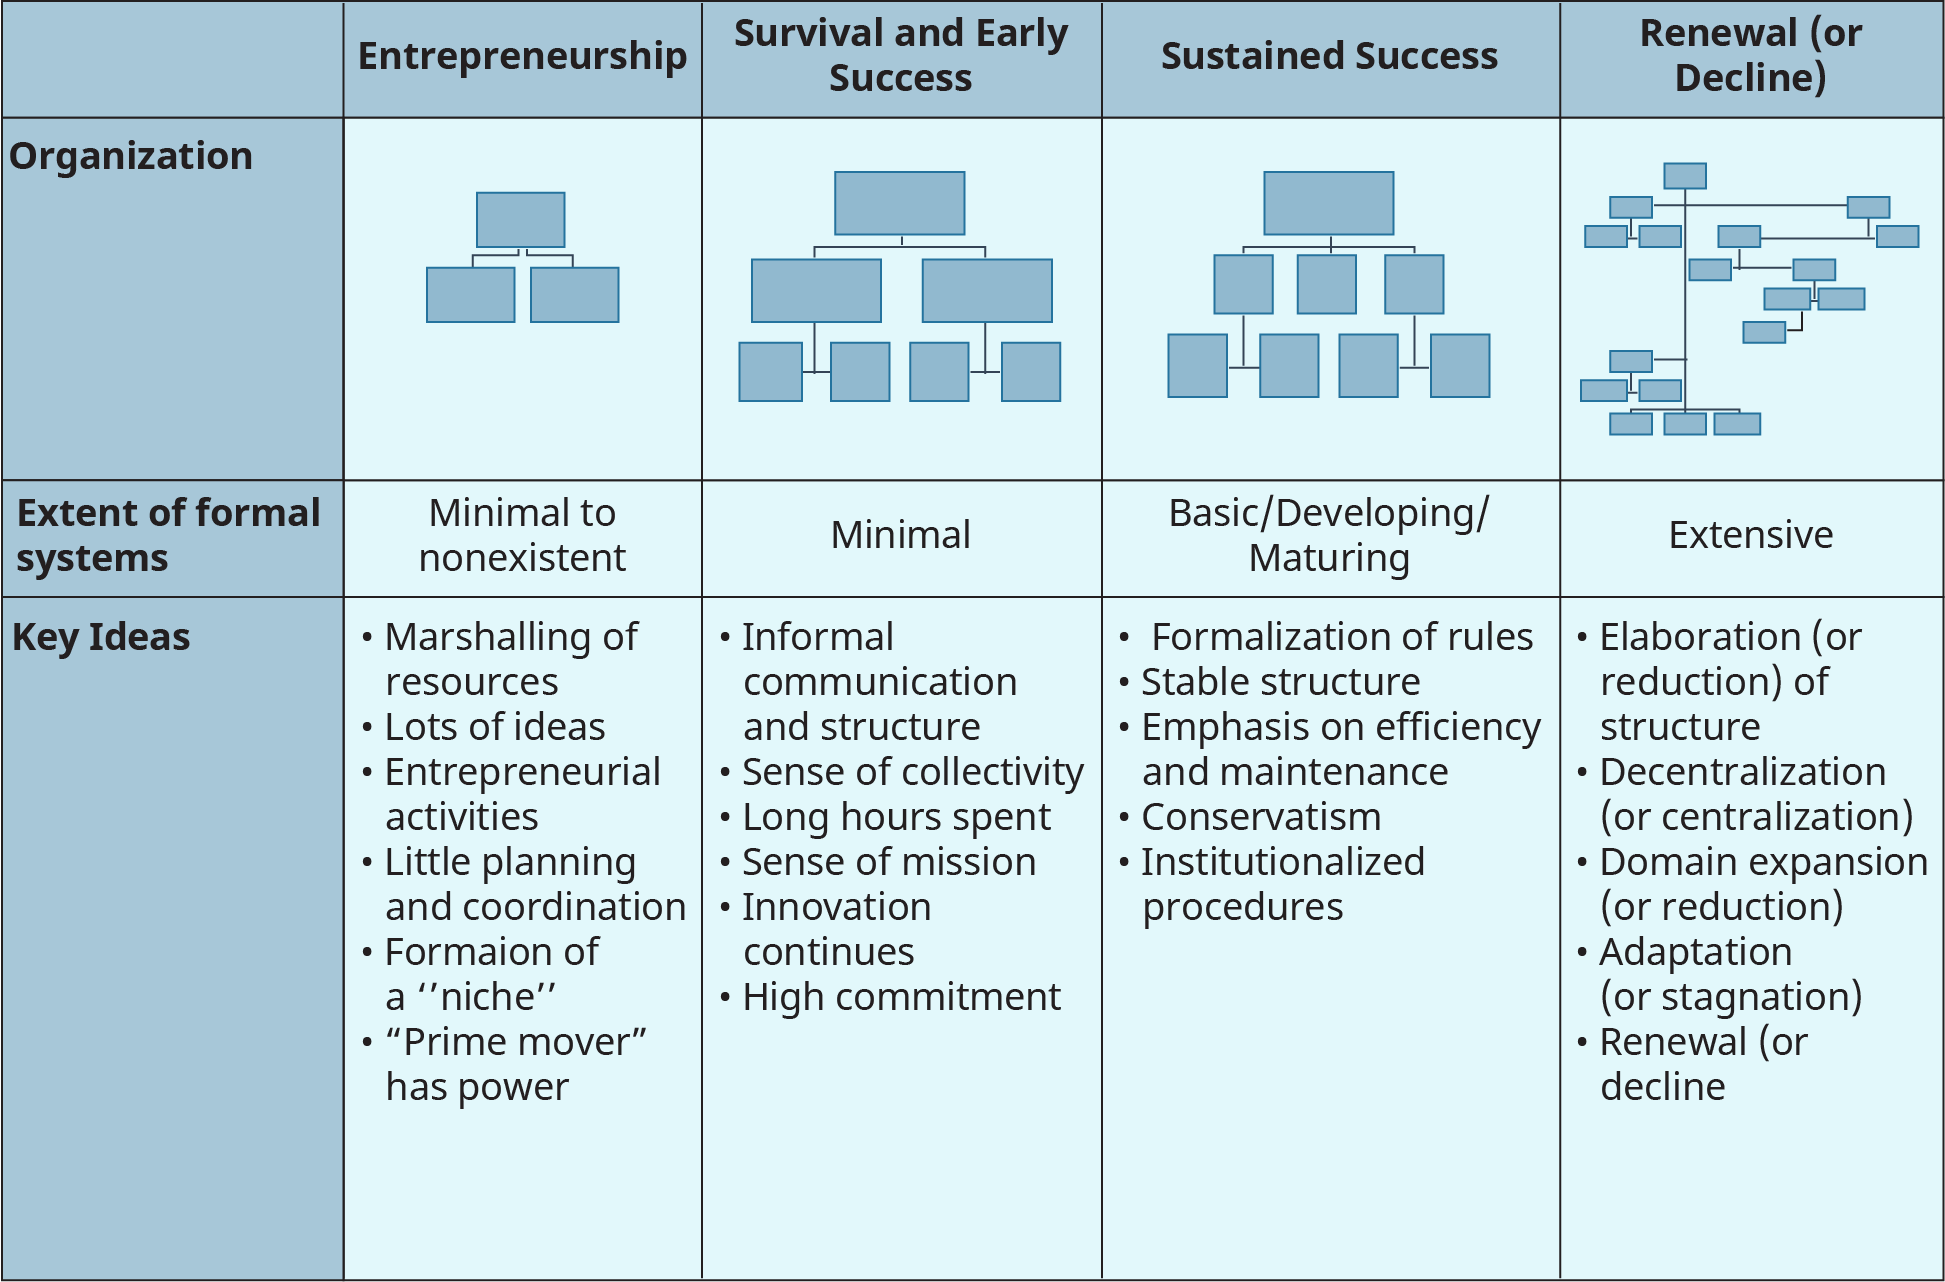 Entrepreneurship
Survival and Early
Success
Sustained Success
Renewal (or
Decline)
Organization
Extent of formal
systems
Minimal to
nonexistent
Minimal
Basic/Developing/
Maturing
Extensive
Key Ideas
• Marshalling of
resources
• Lots of ideas
• Entrepreneurial
activities
• Little planning
and coordination
• Formaion of
a ‘’niche’’
• “Prime mover”
has power
• Informal
communication
and structure
• Sense of collectivity
• Long hours spent
• Sense of mission
• Innovation
continues
• High commitment
• Formalization of rules
• Stable structure
• Emphasis on efficiency
and maintenance
• Conservatism
• Institutionalized
procedures
• Elaboration (or
reduction) of
structure
• Decentralization
(or centralization)
• Domain expansion
(or reduction)
• Adaptation
(or stagnation)
• Renewal (or
decline